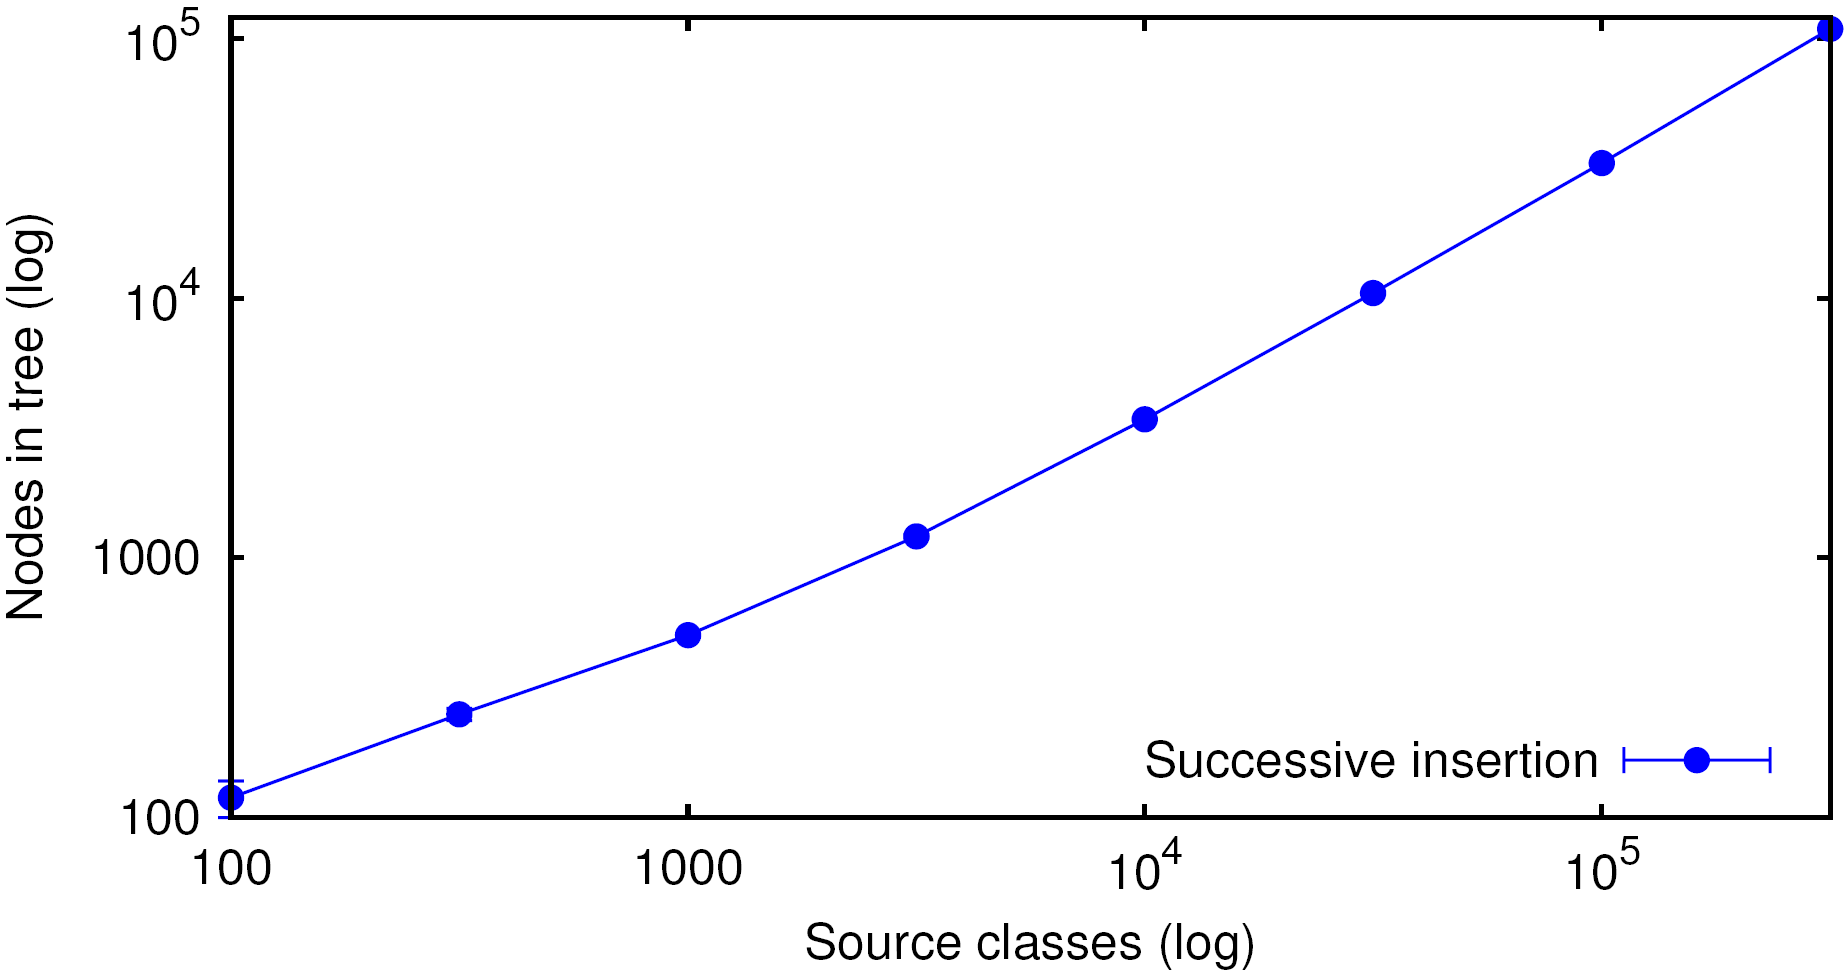 10^5
10^4
1000
100
Nodes in tree (log)
Successive insertion
100 1000 10^4 10^5
Source classes (log)